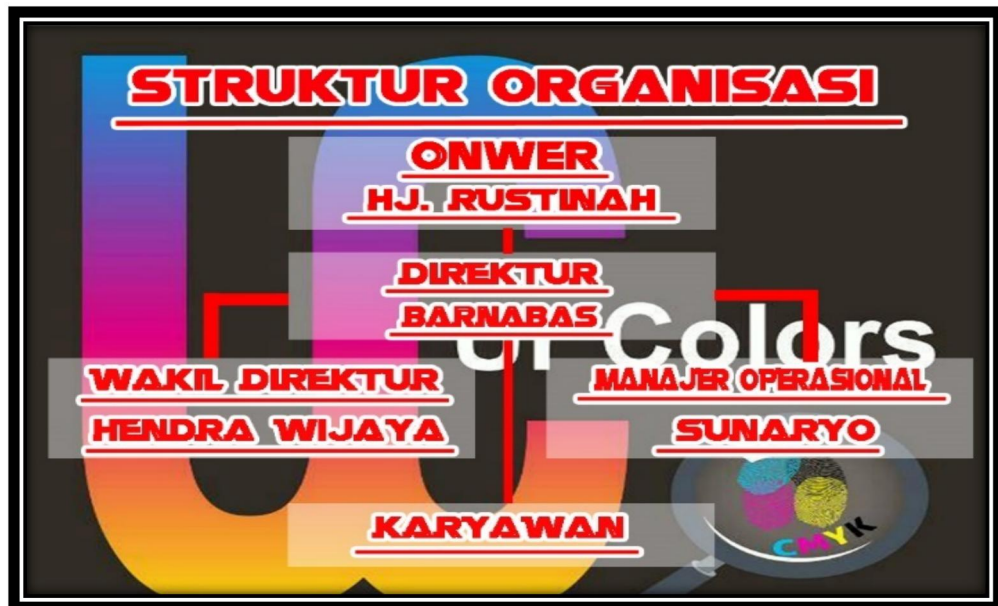 STRUKTUR ORGANISASI
ONWER
HJ. RUSTINAH
DIREKTUR
BARNABAS
Colors
WAKIL DIREKTUR
HENDRA WIJAYA
MANAJER OPERASIONAL
SUNARYO
KARYAWAN
CMYK